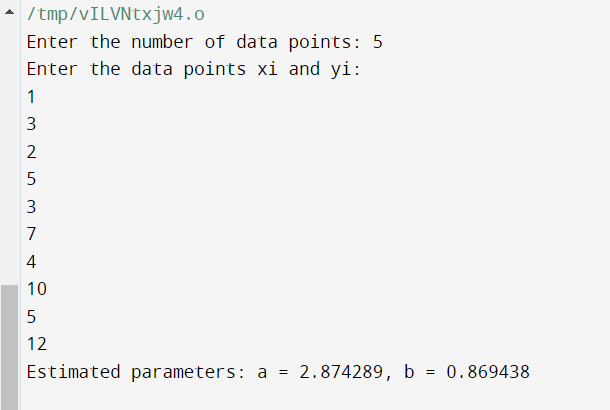 /tmp/vILVNtxjw4.o
Enter the number of data points: 5
Enter the data points xi and yi:
1
3
2
5
3
7
4
10
5
12
Estimated parameters: a = 2.874289, b = 0.869438